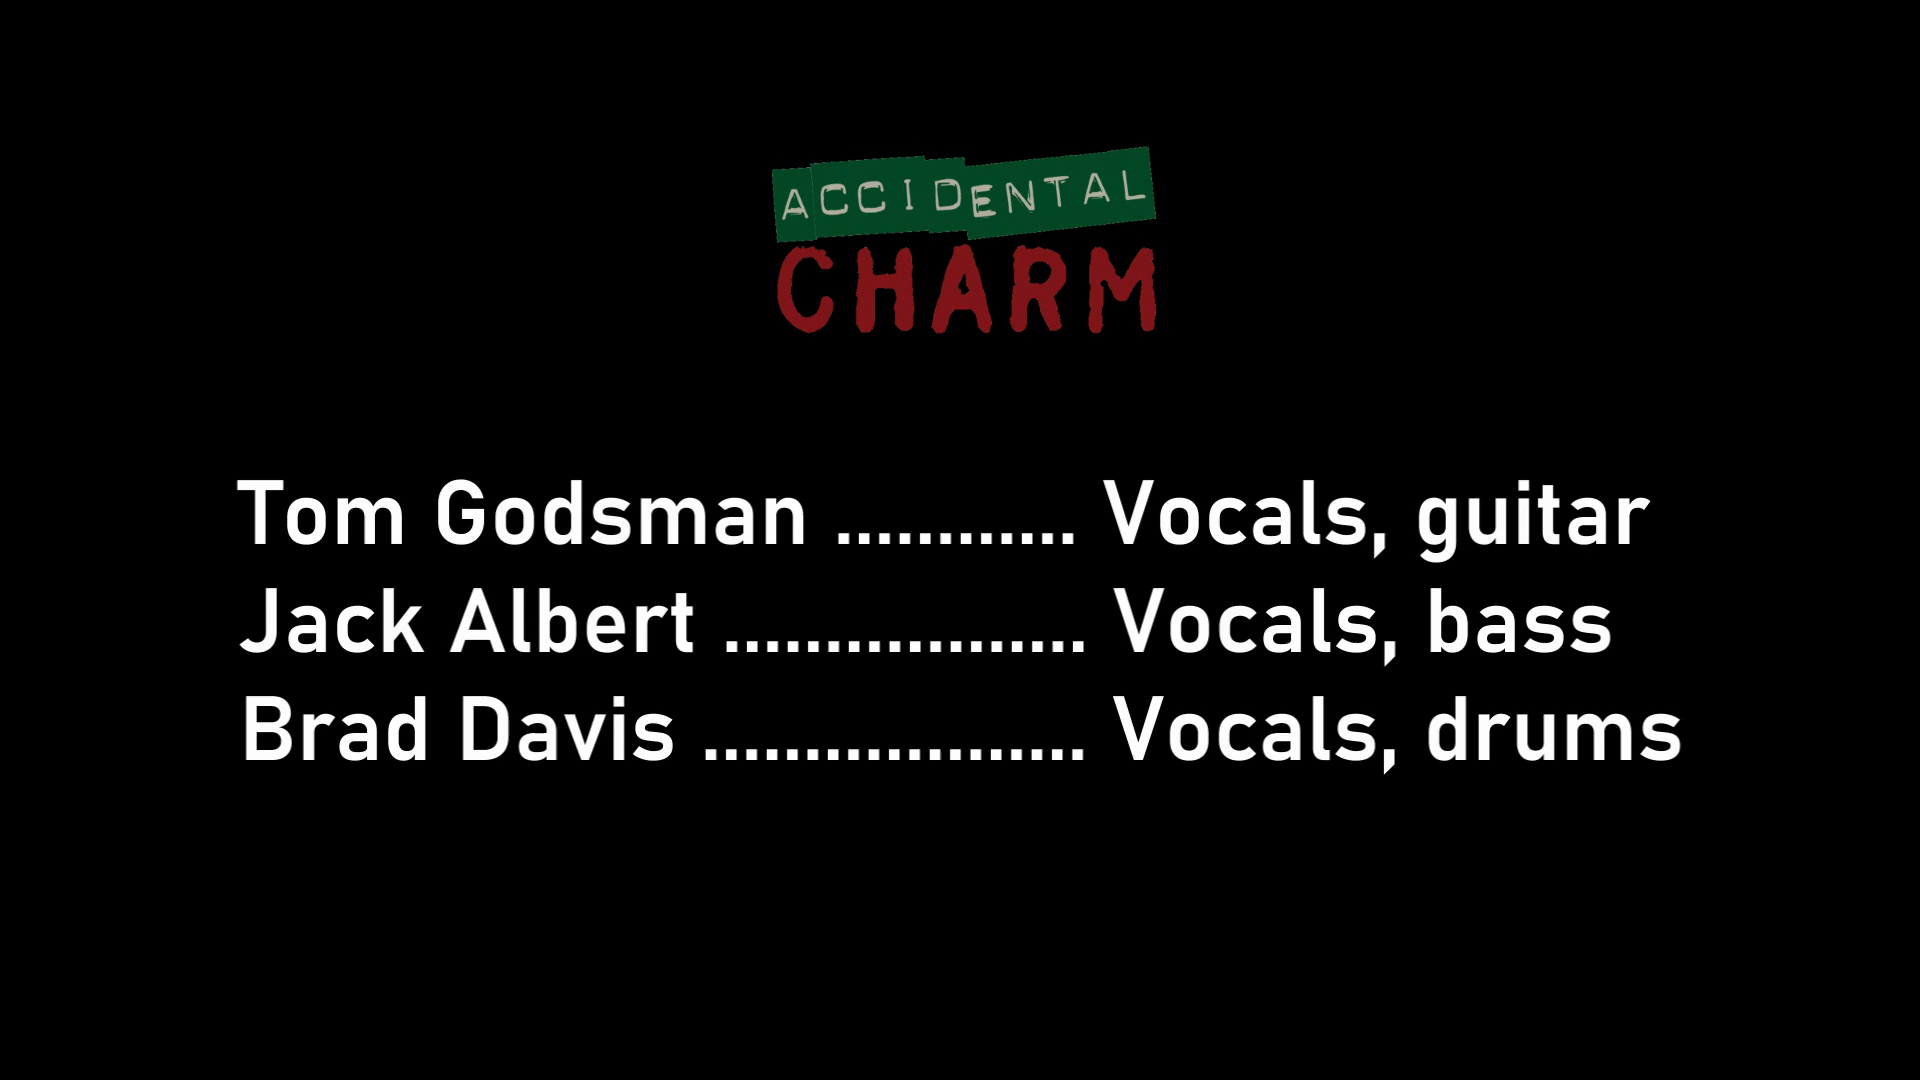 ACCIDENTAL
CHARM
Tom Godsman ............ Vocals, guitar
Jack Albert .................. Vocals, bass
Brad Davis ................... Vocals, drums